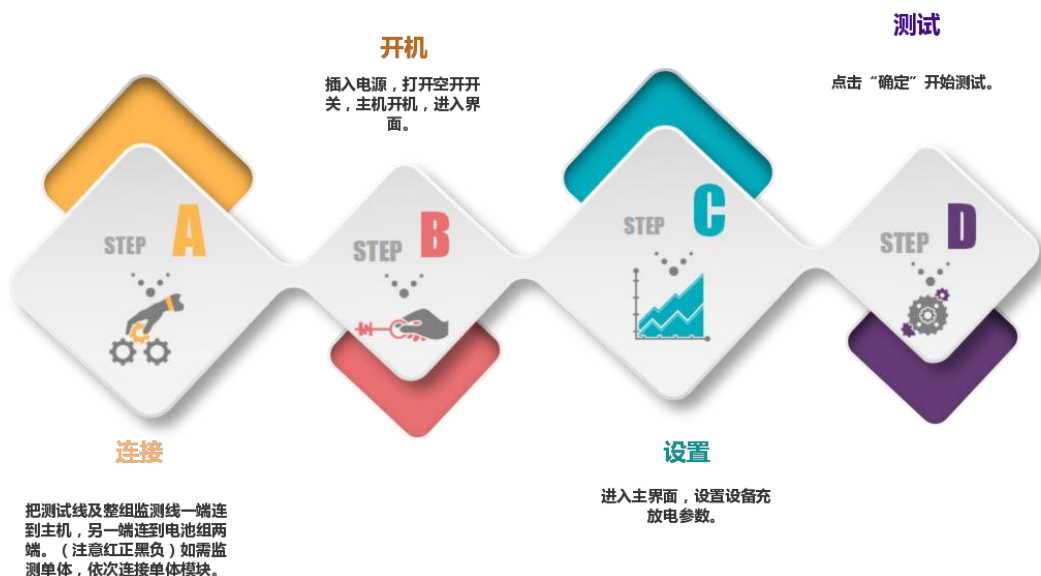 STEP A
连接
把测试线及整组监测线一端连
到主机，另一端连到电池组两
端。（注意红正黑负）如需监
测单体，依次连接单体模块。
开机
插入电源，打开空开开
关，主机开机，进入界
面。
STEP B
STEP C
设置
进入主界面，设置设备充
放电参数。
测试
点击“确定”开始测试。
STEP D